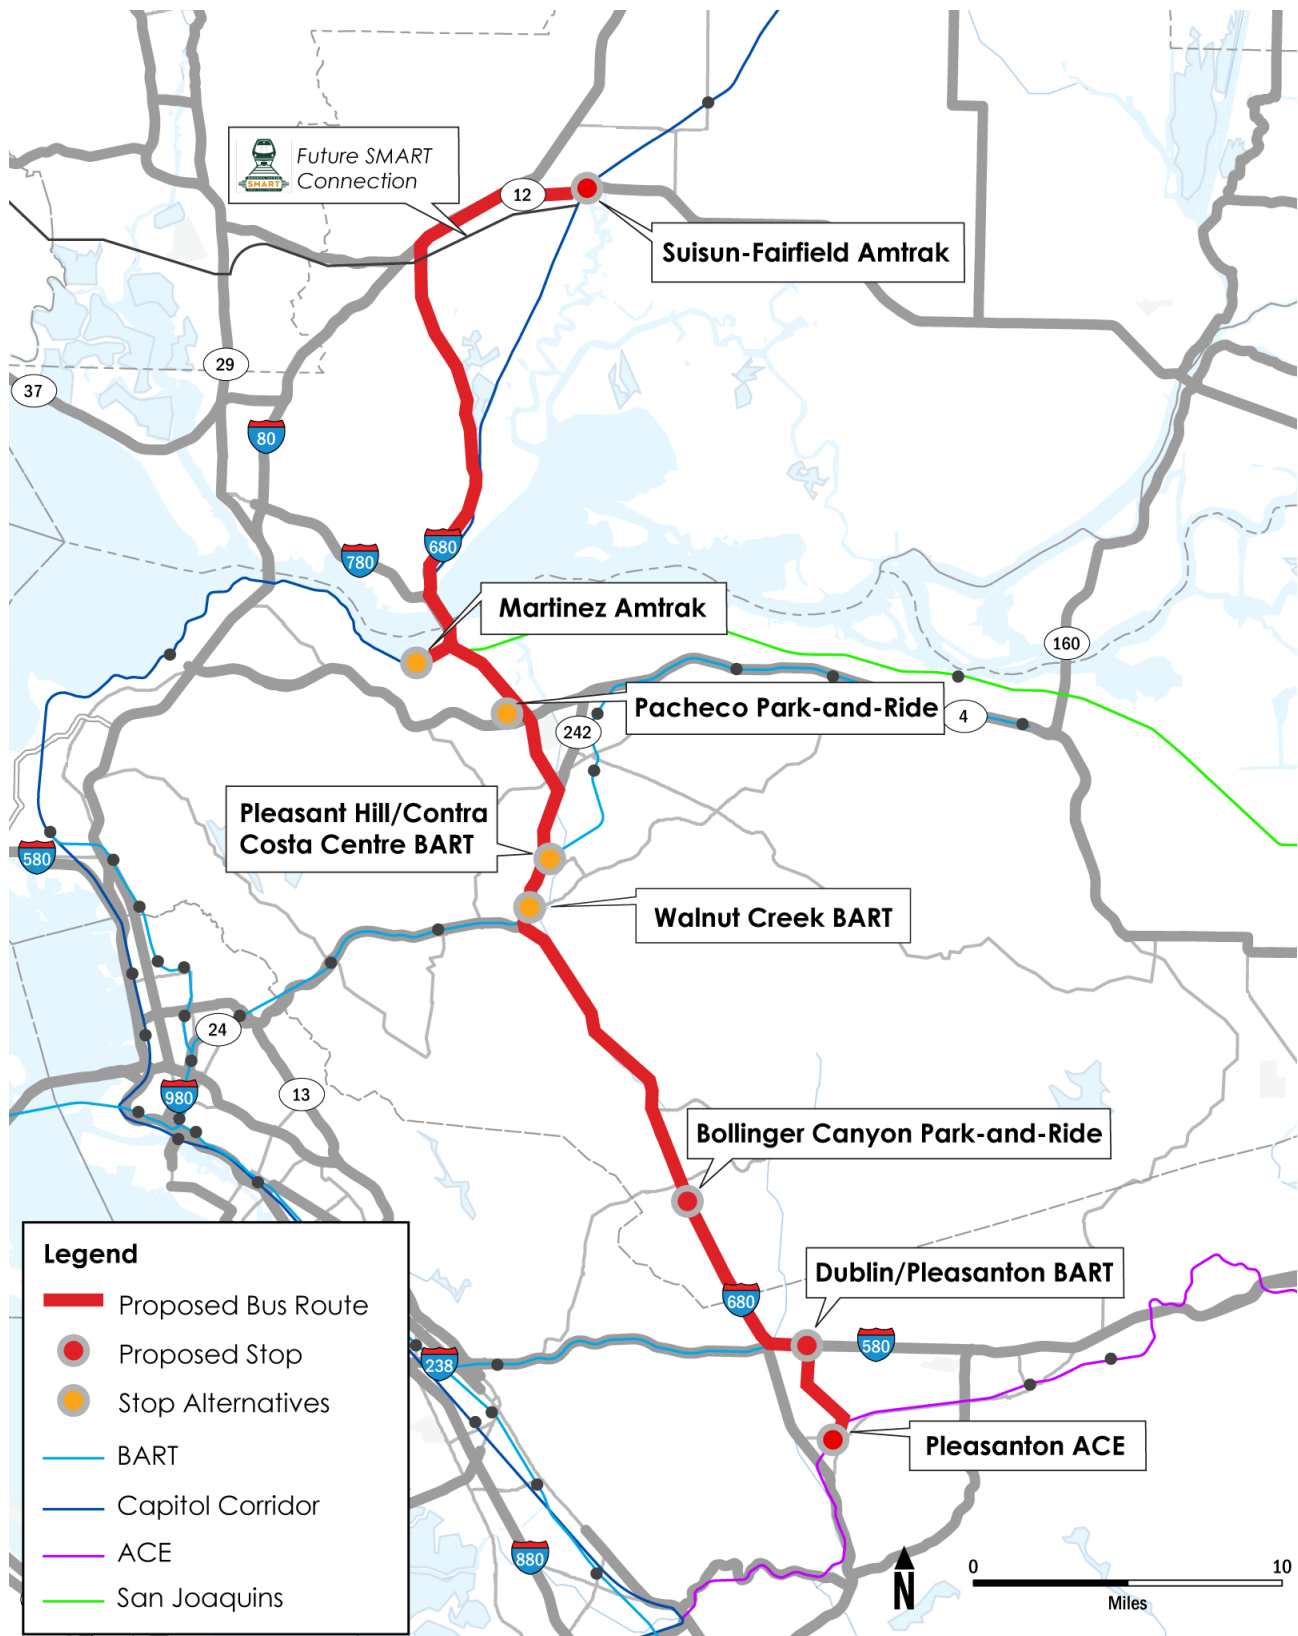 Future SMART
Connection
SMART
12
Suisun-Fairfield Amtrak
29
37
80
680
780
Martinez Amtrak
160
Pacheco Park-and-Ride
4
242
Pleasant Hill/Contra
Costa Centre BART
580
Walnut Creek BART
24
980
13
Bollinger Canyon Park-and-Ride
Dublin/Pleasanton BART
680
580
238
Pleasanton ACE
880
Legend
Proposed Bus Route
Proposed Stop
Stop Alternatives
BART
Capitol Corridor
ACE
San Joaquins
N
0
10
Miles